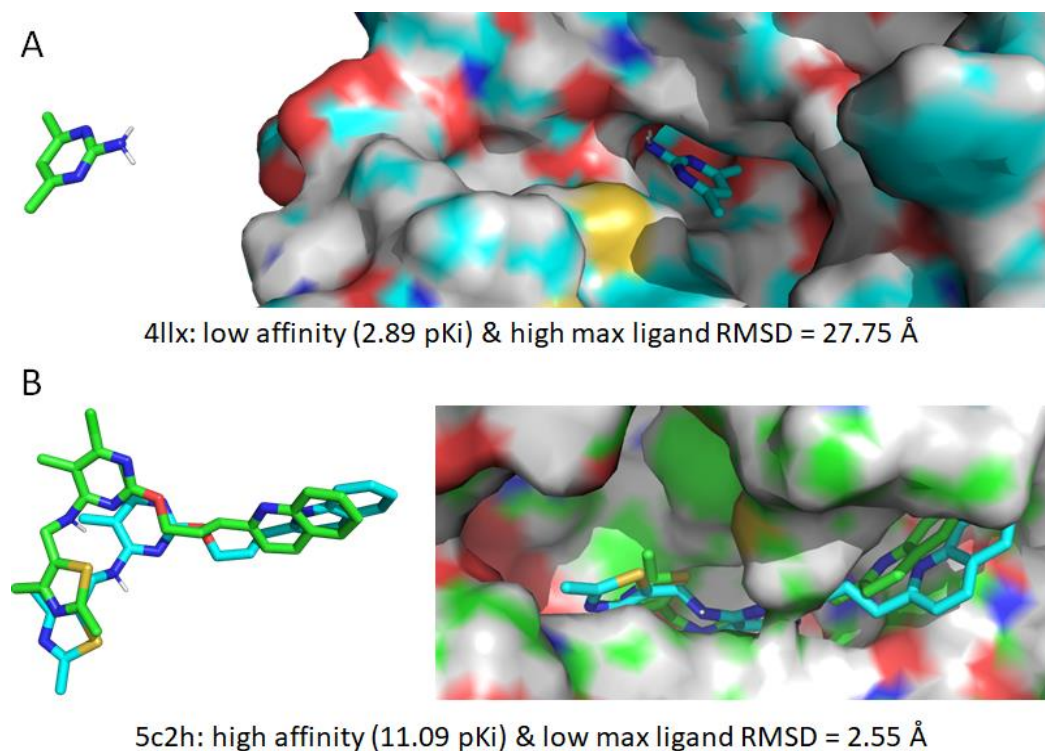 A
4llx: low affinity (2.89 pKi) & high max ligand RMSD = 27.75 Å
B
5c2h: high affinity (11.09 pKi) & low max ligand RMSD = 2.55 Å